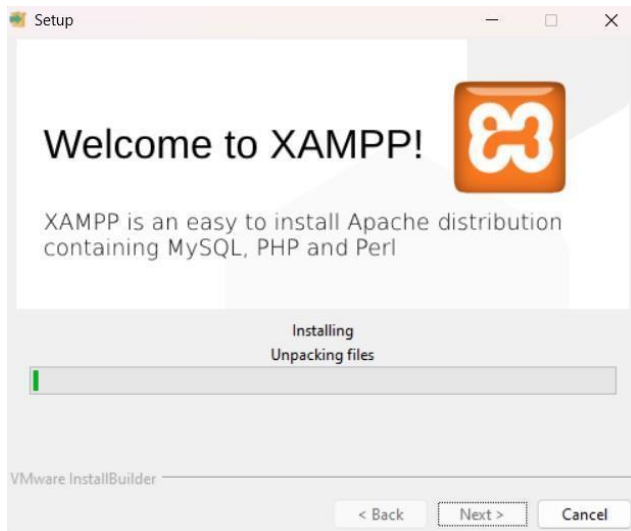 Setup
Welcome to XAMPP!
XAMPP is an easy to install Apache distribution
containing MySQL, PHP and Perl
Installing
Unpacking files
VMware InstallBuilder
< Back Next > Cancel